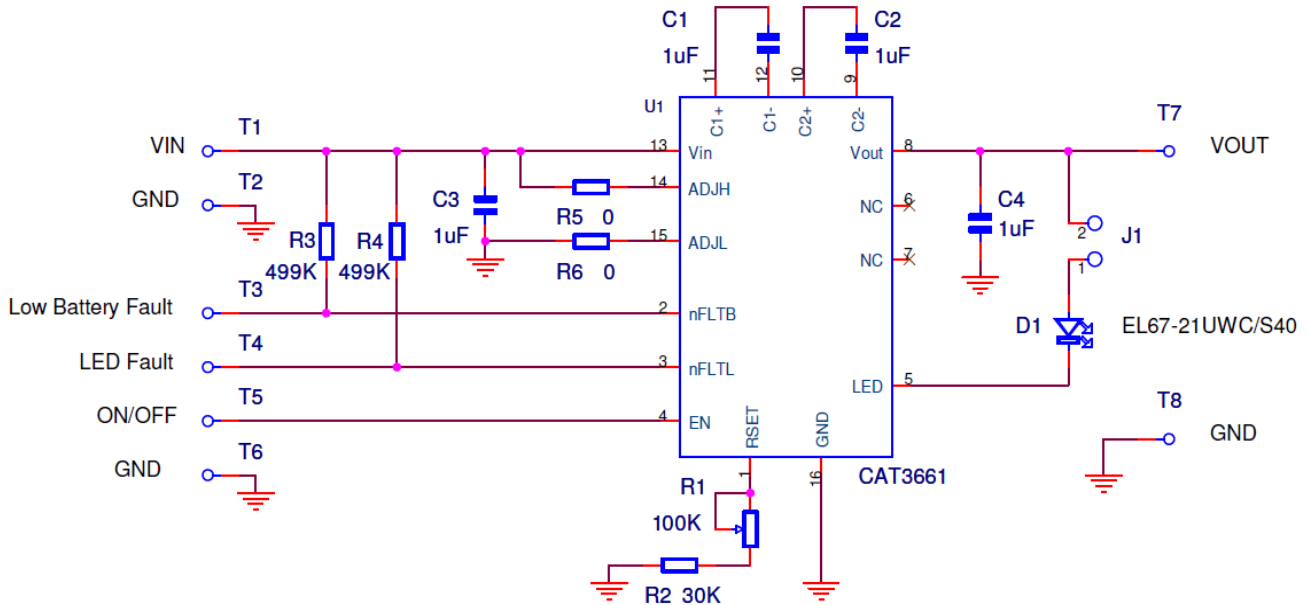 C1
1uF
C2
1uF
11
12
10
9
U1
C1+
C1-
C2+
C2-
VIN
T1
13
Vin
Vout
8
T7
VOUT
GND
T2
14
ADJH
NC
6
C3
1uF
R5 0
C4
1uF
R3
499K
R4
499K
15
ADJL
R6 0
NC
7
2
J1
1
Low Battery Fault
T3
2
nFLTB
D1
EL67-21UWC/S40
LED Fault
T4
3
nFLTL
LED
5
ON/OFF
T5
4
EN
RSET
GND
T8
GND
GND
T6
1
16
CAT3661
R1
100K
R2 30K